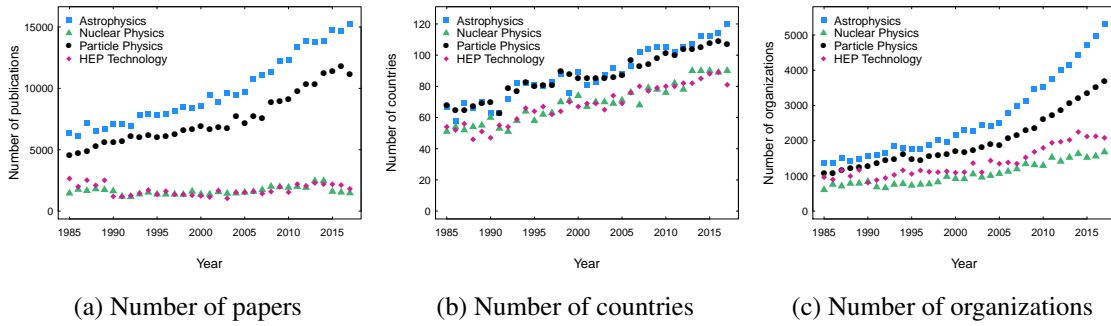 Number of publications
15000
10000
5000
0
Astrophysics
Nuclear Physics
Particle Physics
HEP Technology
1985 1990 1995 2000 2005 2010 2015
Year
(a) Number of papers
Number of countries
120
100
80
60
40
20
0
Astrophysics
Nuclear Physics
Particle Physics
HEP Technology
1985 1990 1995 2000 2005 2010 2015
Year
(b) Number of countries
Number of organizations
5000
4000
3000
2000
1000
0
Astrophysics
Nuclear Physics
Particle Physics
HEP Technology
1985 1990 1995 2000 2005 2010 2015
Year
(c) Number of organizations